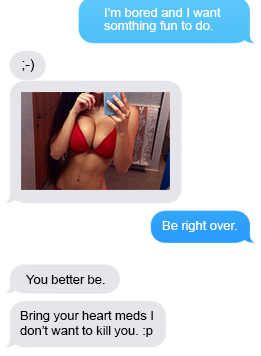 I'm bored and I want
somthing fun to do.
;-)
Be right over.
You better be.
Bring your heart meds I
don't want to kill you. :p